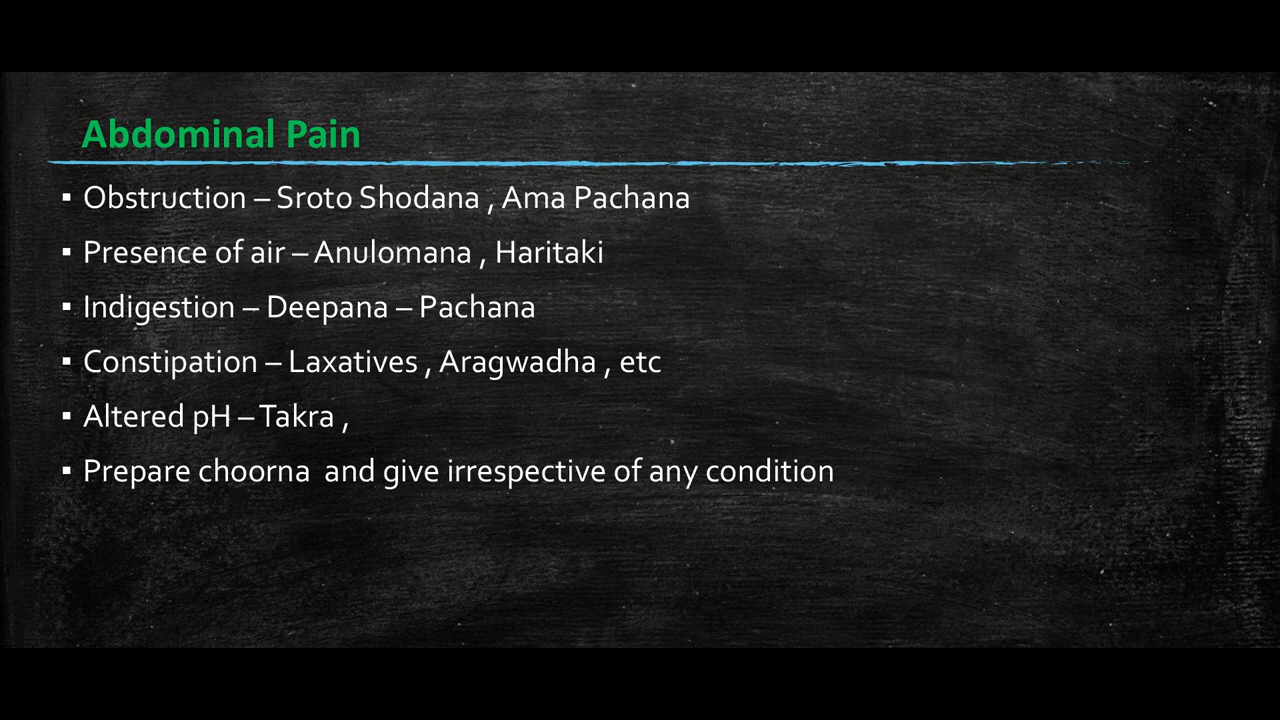 Abdominal Pain
▪ Obstruction – Sroto Shodana , Ama Pachana
▪ Presence of air – Anulomana , Haritaki
▪ Indigestion – Deepana – Pachana
▪ Constipation – Laxatives , Aragwadha , etc
▪ Altered pH – Takra ,
▪ Prepare choorna  and give irrespective of any condition